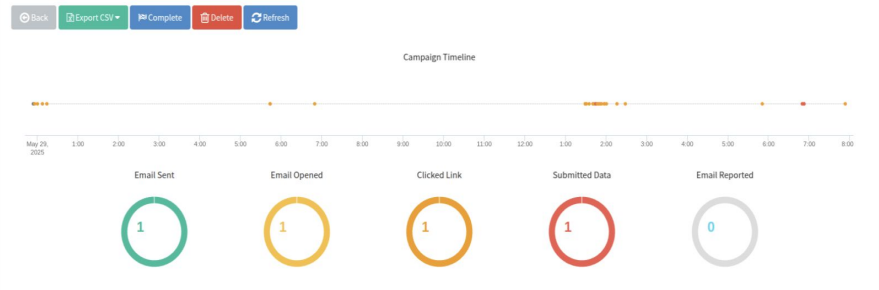 Back Export CSV Complete Delete Refresh
Campaign Timeline
May 29, 1:00 2:00 3:00 4:00 5:00 6:00 7:00 8:00 9:00 10:00 11:00 12:00 1:00 2:00 3:00 4:00 5:00 6:00 7:00 8:00
2025
Email Sent Email Opened Clicked Link Submitted Data Email Reported
1 1 1 1 0